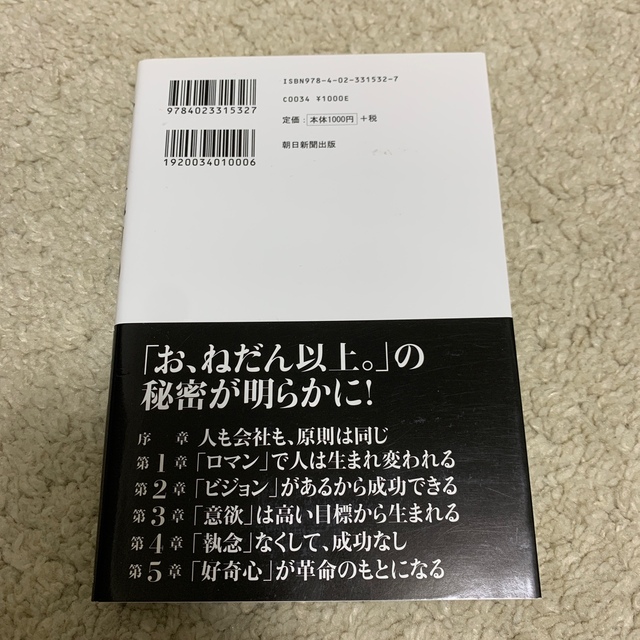 9784023315327
ISBN978-4-02-331532-7
C0034 ¥1000E
定価：本体1000円 +税
1920034010006
朝日新聞出版
「お、ねだん以上。」の
秘密が明らかに!
序 章 人も会社も、原則は同じ
第1章「ロマン」で人は生まれ変われる
第2章「ビジョン」があるから成功できる
第3章「意欲」は高い目標から生まれる
第4章「執念」なくして、成功なし
第5章「好奇心」が革命のもとになる